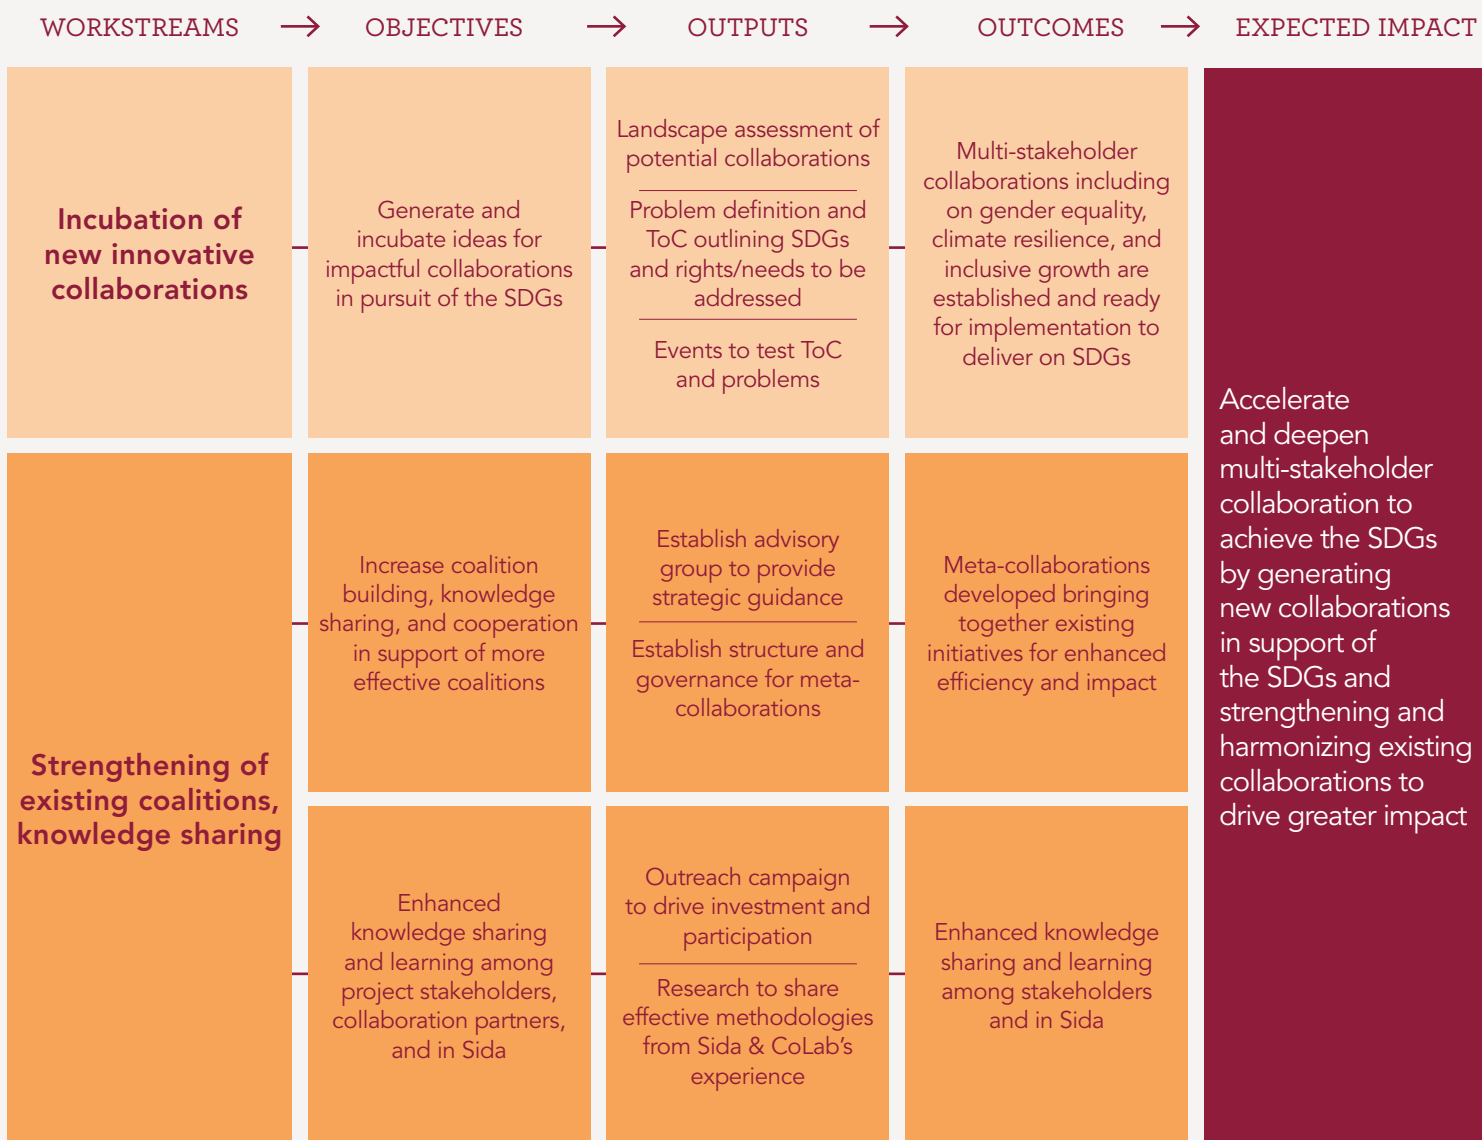 WORKSTREAMS → OBJECTIVES → OUTPUTS → OUTCOMES → EXPECTED IMPACT
Incubation of
new innovative
collaborations
Generate and
incubate ideas for
impactful collaborations
in pursuit of the SDGs
Landscape assessment of
potential collaborations
Problem definition and
ToC outlining SDGs
and rights/needs to be
addressed
Events to test ToC
and problems
Multi-stakeholder
collaborations including
on gender equality,
climate resilience, and
inclusive growth are
established and ready
for implementation to
deliver on SDGs
Strengthening of
existing coalitions,
knowledge sharing
Increase coalition
building, knowledge
sharing, and cooperation
in support of more
effective coalitions
Establish advisory
group to provide
strategic guidance
Establish structure and
governance for meta-
collaborations
Meta-collaborations
developed bringing
together existing
initiatives for enhanced
efficiency and impact
Enhanced
knowledge sharing
and learning among
project stakeholders,
collaboration partners,
and in Sida
Outreach campaign
to drive investment and
participation
Research to share
effective methodologies
from Sida & CoLab’s
experience
Enhanced knowledge
sharing and learning
among stakeholders
and in Sida
Accelerate
and deepen
multi-stakeholder
collaboration to
achieve the SDGs
by generating
new collaborations
in support of
the SDGs and
strengthening and
harmonizing existing
collaborations to
drive greater impact